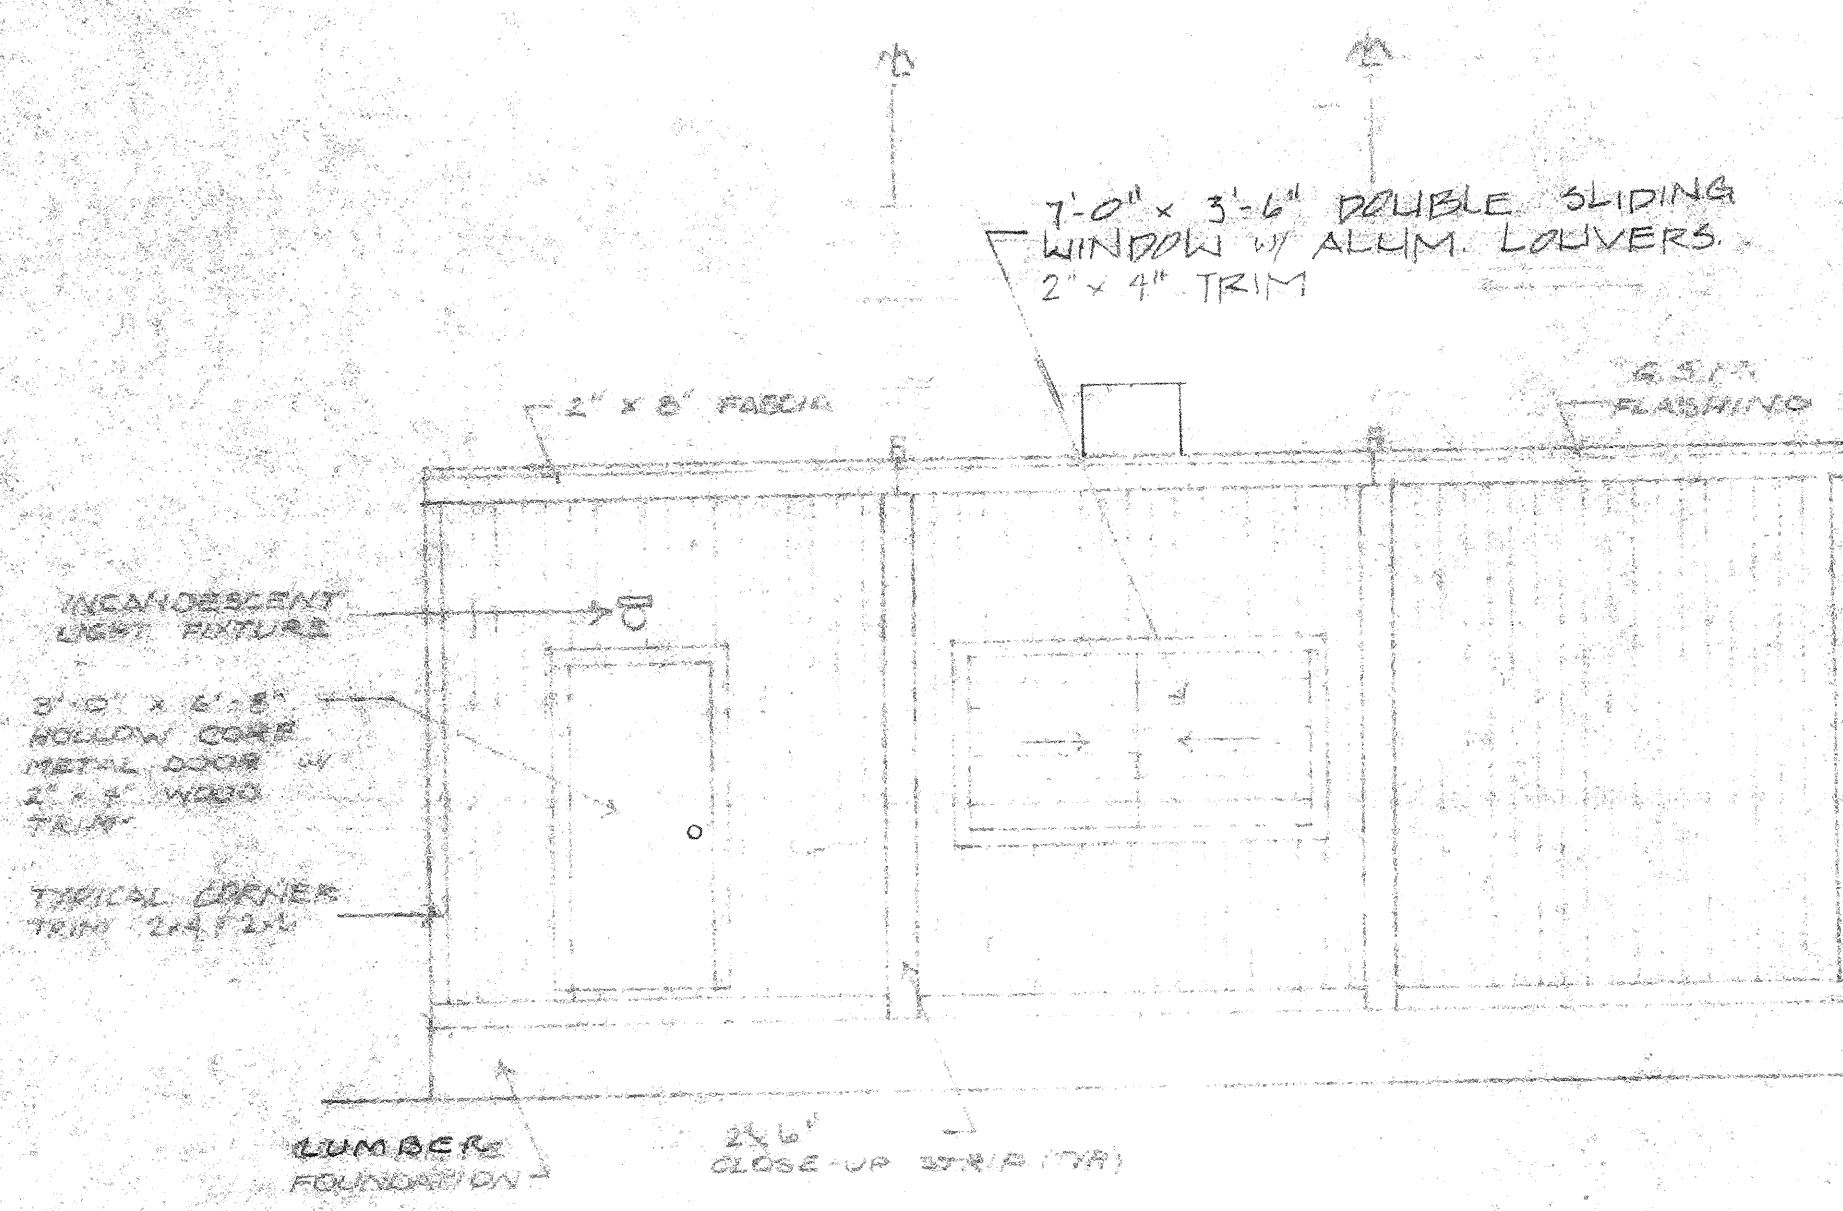 7'-0" x 3'-6" DOUBLE SLIDING
WINDOW w/ ALUM. LOUVERS.
2" x 4" TRIM
2" x 8" FASCIA
G.S.M.
FLASHING
INCANDESCENT
LIGHT FIXTURE
3'-0" x 6'-8"
HOLLOW CORE
METAL DOOR w/
2" x 4" WOOD
TRIM
TYPICAL CORNER
TRIM 2x4 / 2x6
LUMBER
FOUNDATION
2"x 6"
CLOSE-UP STRIP (TYP)